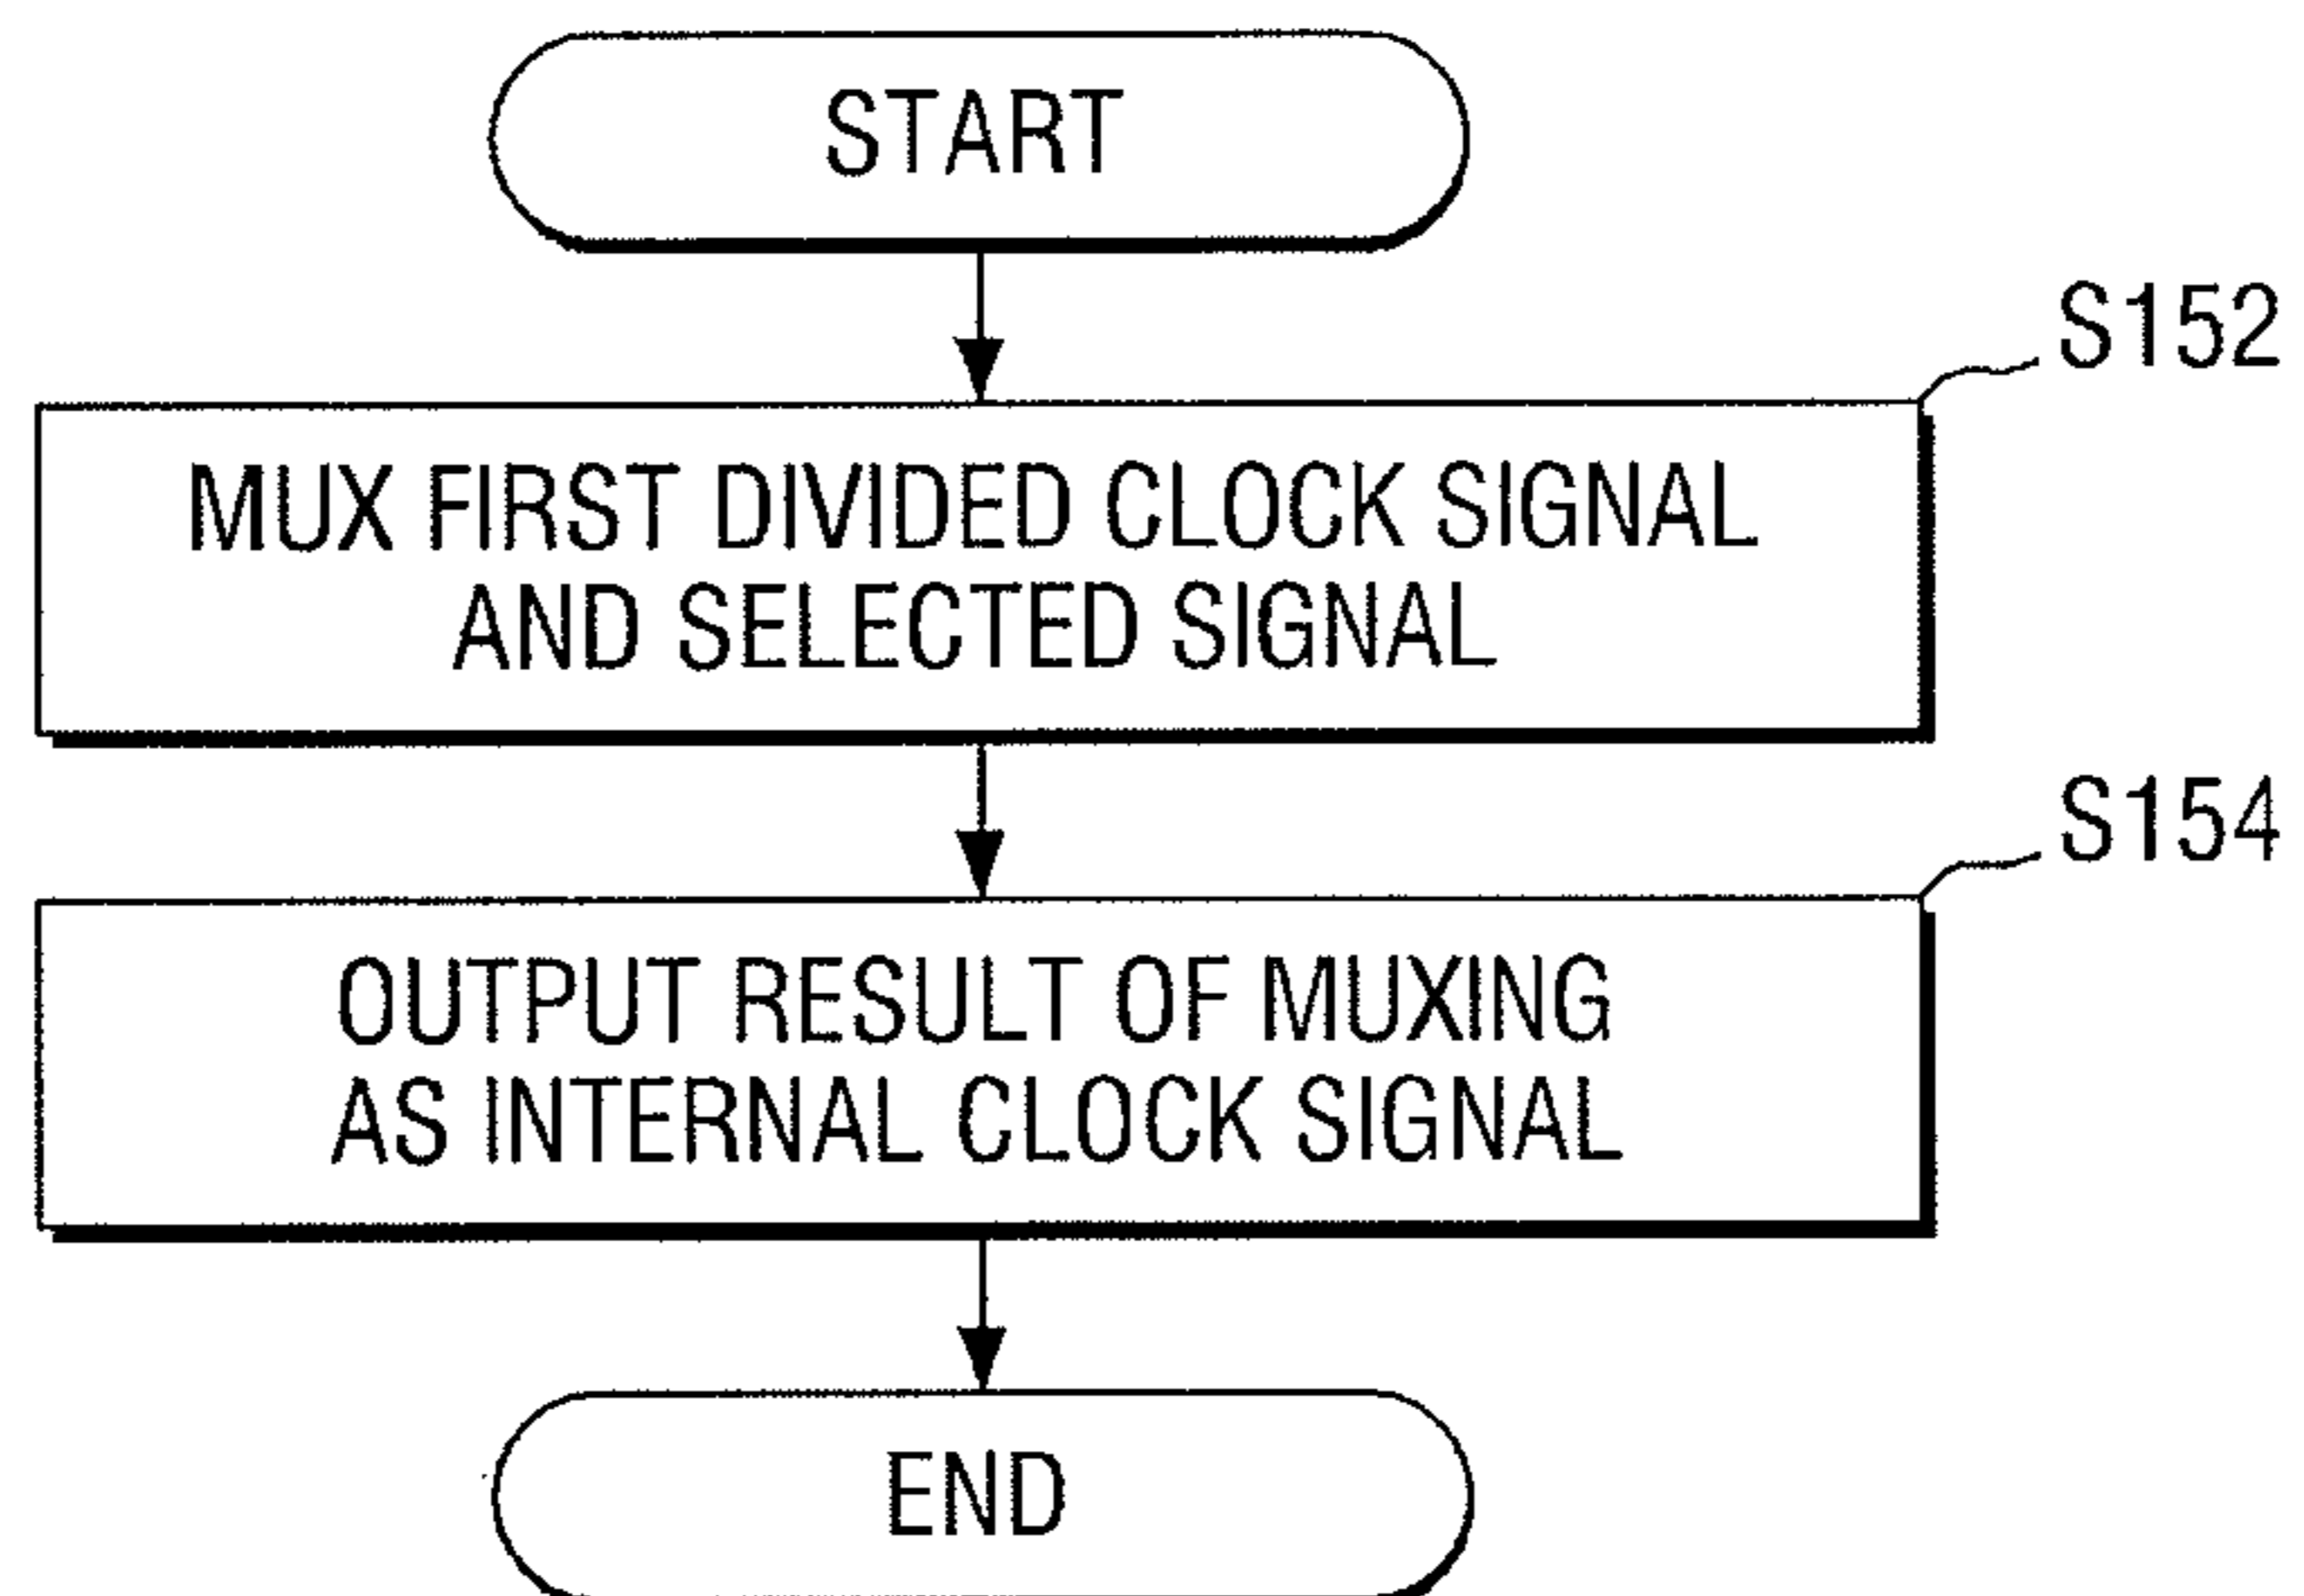 START
S152
MUX FIRST DIVIDED CLOCK SIGNAL
AND SELECTED SIGNAL
S154
OUTPUT RESULT OF MUXING
AS INTERNAL CLOCK SIGNAL
END